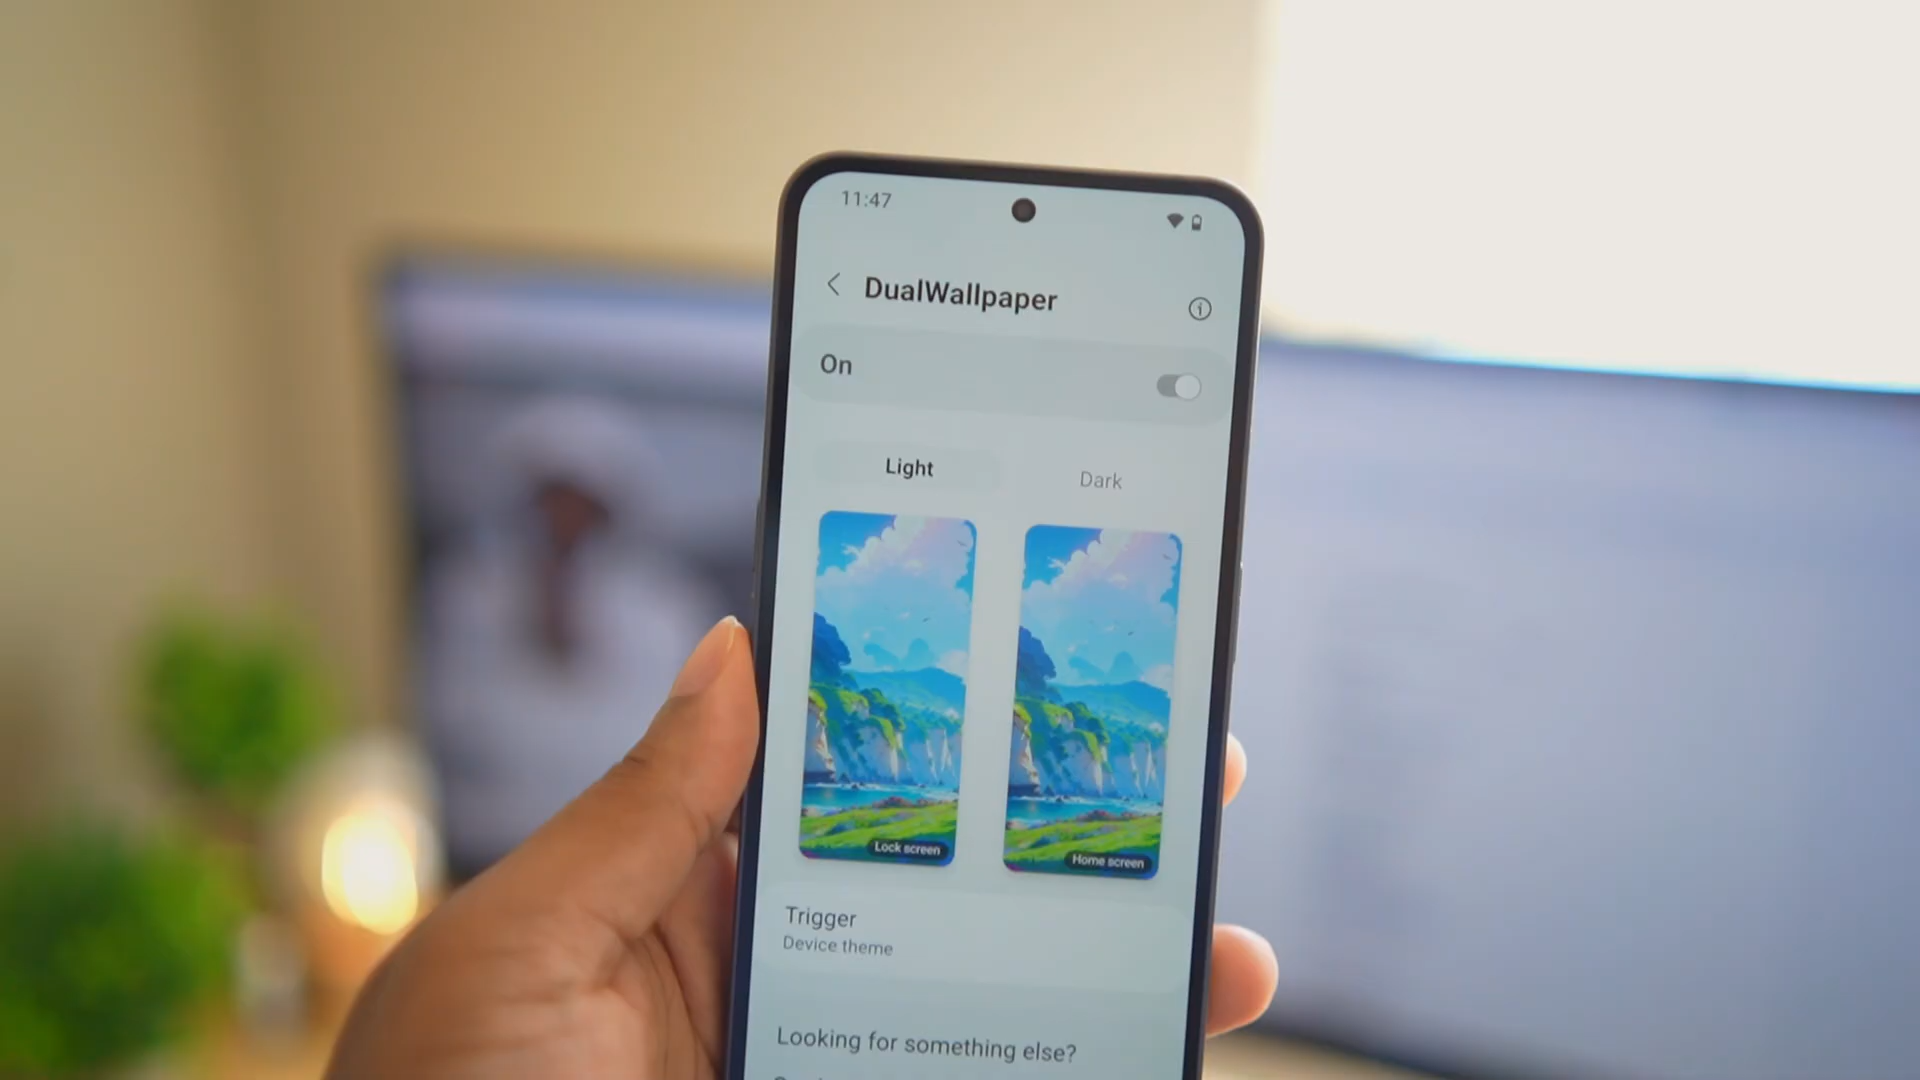 11:47
DualWallpaper
On
Light
Dark
Lock screen
Home screen
Trigger
Device theme
Looking for something else?